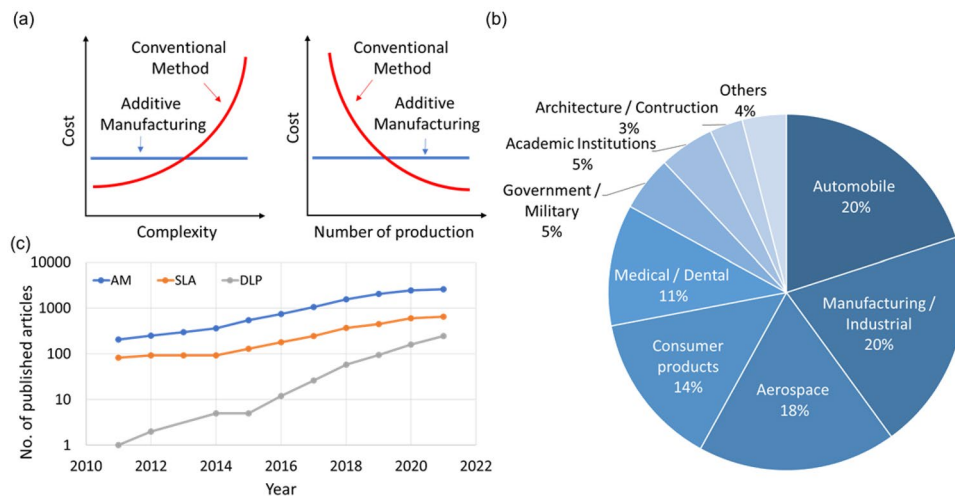 (a)
Conventional
Method
Additive
Manufacturing
Cost
Complexity
Conventional
Method
Additive
Manufacturing
Cost
Number of production
(b)
Others
4%
Architecture / Contruction
3%
Academic Institutions
5%
Government /
Military
5%
Medical / Dental
11%
Consumer
products
14%
Aerospace
18%
Manufacturing /
Industrial
20%
Automobile
20%
(c)
AM
SLA
DLP
No. of published articles
10000
1000
100
10
1
2010 2012 2014 2016 2018 2020 2022
Year